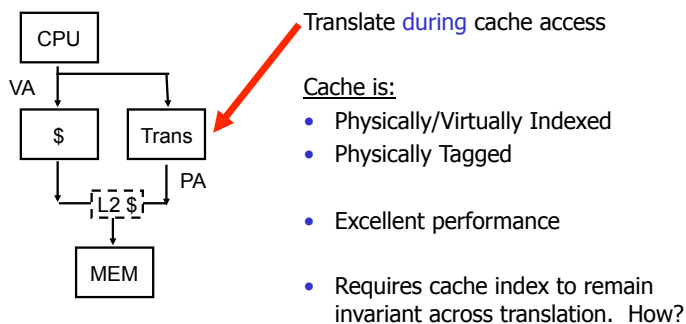 CPU
VA
$
Trans
PA
L2 $
MEM
Translate during cache access
Cache is:
• Physically/Virtually Indexed
• Physically Tagged
• Excellent performance
• Requires cache index to remain
invariant across translation. How?